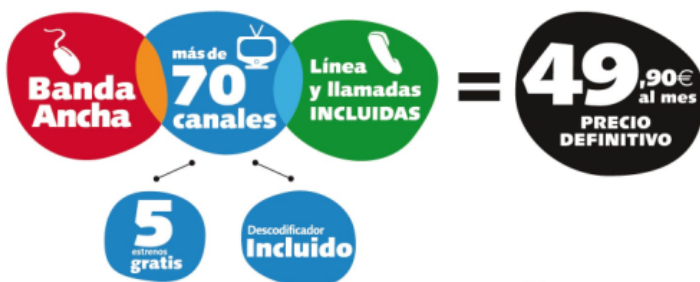 Banda
Ancha
más de
70
canales
Línea
y llamadas
INCLUIDAS
=
49,90€
al mes
PRECIO
DEFINITIVO
5
estrenos
gratis
Descodificador
Incluido